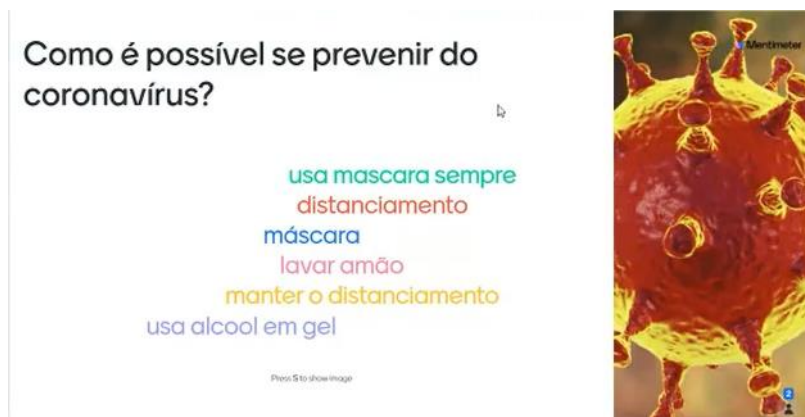 Como é possível se prevenir do
coronavírus?
Mentimeter
usa mascara sempre
distanciamento
máscara
lavar amão
manter o distanciamento
usa alcool em gel
Press S to show image
2